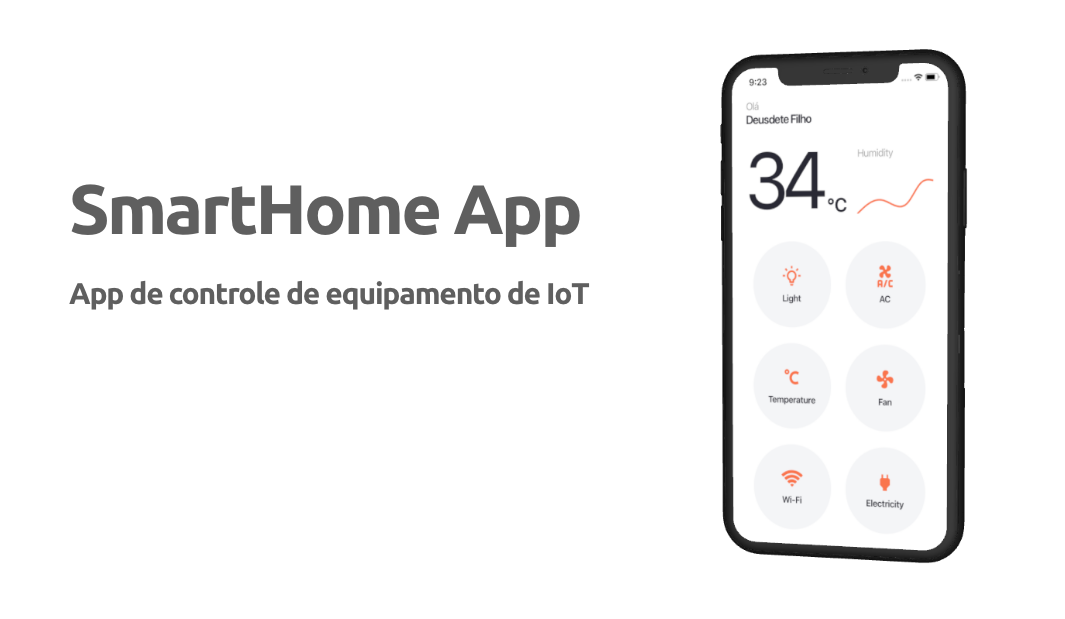 SmartHome App
App de controle de equipamento de IoT
9:23
Olá
Deusdete Filho
34 °C
Humidity
Light
A/C
AC
°C
Temperature
Fan
Wi-Fi
Electricity